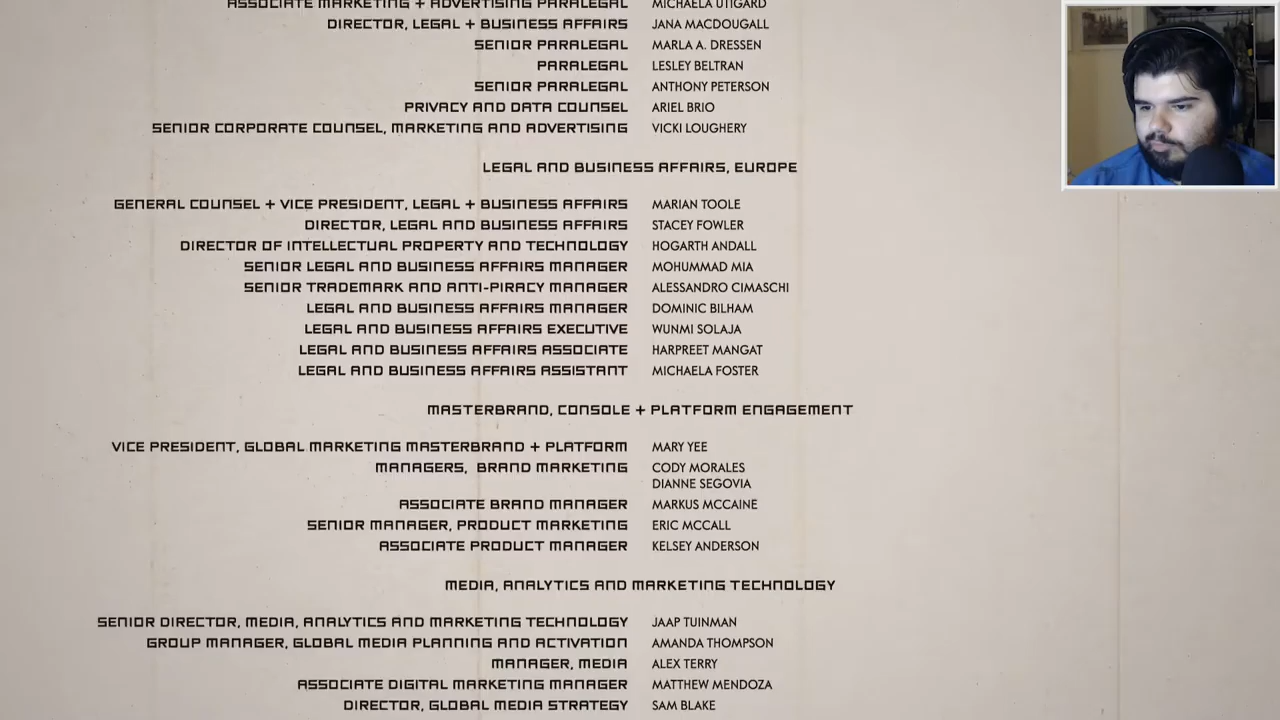 ASSOCIATE MARKETING + ADVERTISING PARALEGAL MICHAELA UTIGARD
DIRECTOR, LEGAL + BUSINESS AFFAIRS JANA MACDOUGALL
SENIOR PARALEGAL MARLA A. DRESSEN
PARALEGAL LESLEY BELTRAN
SENIOR PARALEGAL ANTHONY PETERSON
PRIVACY AND DATA COUNSEL ARIEL BRIO
SENIOR CORPORATE COUNSEL, MARKETING AND ADVERTISING VICKI LOUGHERY
LEGAL AND BUSINESS AFFAIRS, EUROPE
GENERAL COUNSEL + VICE PRESIDENT, LEGAL + BUSINESS AFFAIRS MARIAN TOOLE
DIRECTOR, LEGAL AND BUSINESS AFFAIRS STACEY FOWLER
DIRECTOR OF INTELLECTUAL PROPERTY AND TECHNOLOGY HOGARTH ANDALL
SENIOR LEGAL AND BUSINESS AFFAIRS MANAGER MOHUMMAD MIA
SENIOR TRADEMARK AND ANTI-PIRACY MANAGER ALESSANDRO CIMASCHI
LEGAL AND BUSINESS AFFAIRS MANAGER DOMINIC BILHAM
LEGAL AND BUSINESS AFFAIRS EXECUTIVE WUNMI SOLAJA
LEGAL AND BUSINESS AFFAIRS ASSOCIATE HARPREET MANGAT
LEGAL AND BUSINESS AFFAIRS ASSISTANT MICHAELA FOSTER
MASTERBRAND, CONSOLE + PLATFORM ENGAGEMENT
VICE PRESIDENT, GLOBAL MARKETING MASTERBRAND + PLATFORM MARY YEE
MANAGERS, BRAND MARKETING CODY MORALES
DIANNE SEGOVIA
ASSOCIATE BRAND MANAGER MARKUS MCCAINE
SENIOR MANAGER, PRODUCT MARKETING ERIC MCCALL
ASSOCIATE PRODUCT MANAGER KELSEY ANDERSON
MEDIA, ANALYTICS AND MARKETING TECHNOLOGY
SENIOR DIRECTOR, MEDIA, ANALYTICS AND MARKETING TECHNOLOGY JAAP TUINMAN
GROUP MANAGER, GLOBAL MEDIA PLANNING AND ACTIVATION AMANDA THOMPSON
MANAGER, MEDIA ALEX TERRY
ASSOCIATE DIGITAL MARKETING MANAGER MATTHEW MENDOZA
DIRECTOR, GLOBAL MEDIA STRATEGY SAM BLAKE